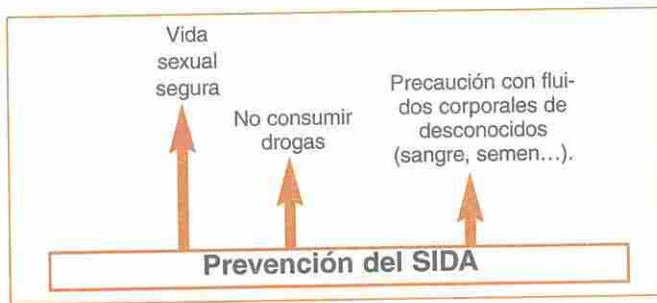 Vida
sexual
segura
No consumir
drogas
Precaución con flui-
dos corporales de
desconocidos
(sangre, semen...).
Prevención del SIDA